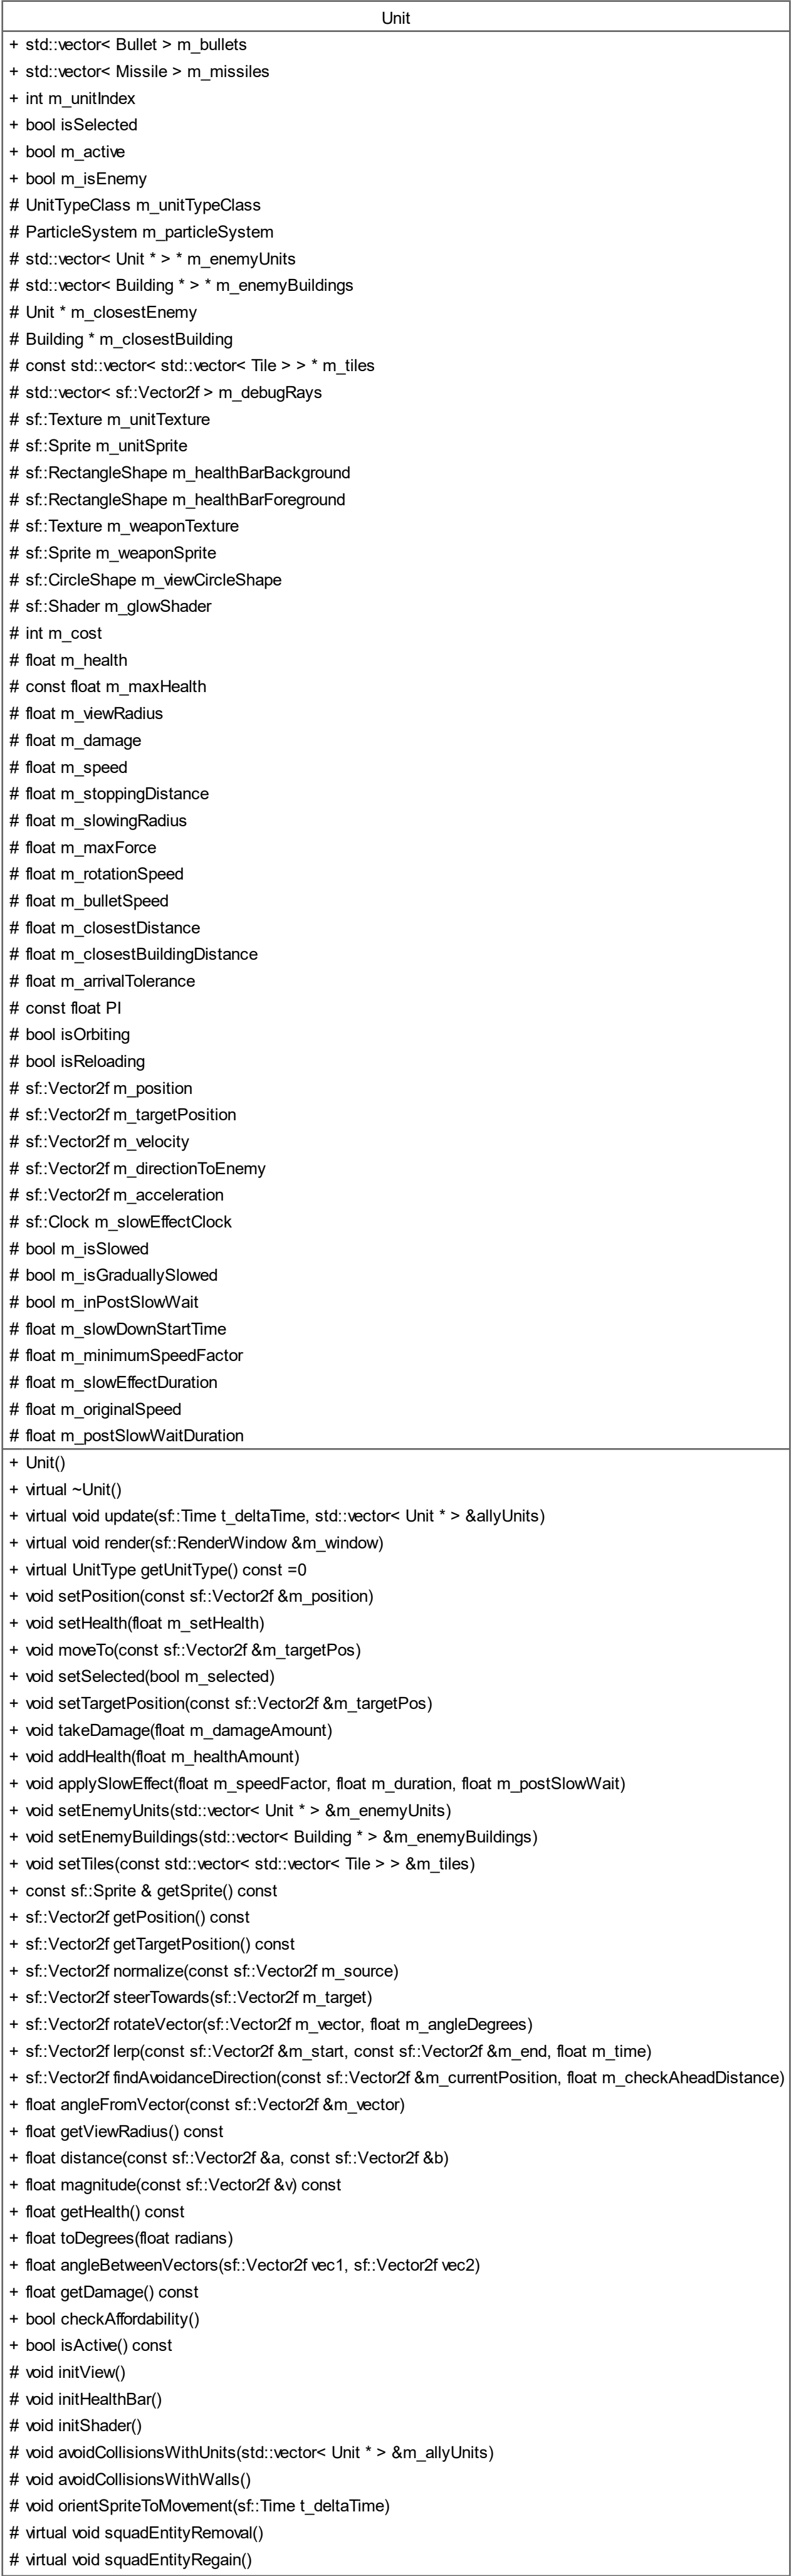 Unit
+ std::vector< Bullet > m_bullets
+ std::vector< Missile > m_missiles
+ int m_unitIndex
+ bool isSelected
+ bool m_active
+ bool m_isEnemy
# UnitTypeClass m_unitTypeClass
# ParticleSystem m_particleSystem
# std::vector< Unit * > * m_enemyUnits
# std::vector< Building * > * m_enemyBuildings
# Unit * m_closestEnemy
# Building * m_closestBuilding
# const std::vector< std::vector< Tile > > * m_tiles
# std::vector< sf::Vector2f > m_debugRays
# sf::Texture m_unitTexture
# sf::Sprite m_unitSprite
# sf::RectangleShape m_healthBarBackground
# sf::RectangleShape m_healthBarForeground
# sf::Texture m_weaponTexture
# sf::Sprite m_weaponSprite
# sf::CircleShape m_viewCircleShape
# sf::Shader m_glowShader
# int m_cost
# float m_health
# const float m_maxHealth
# float m_viewRadius
# float m_damage
# float m_speed
# float m_stoppingDistance
# float m_slowingRadius
# float m_maxForce
# float m_rotationSpeed
# float m_bulletSpeed
# float m_closestDistance
# float m_closestBuildingDistance
# float m_arrivalTolerance
# const float PI
# bool isOrbiting
# bool isReloading
# sf::Vector2f m_position
# sf::Vector2f m_targetPosition
# sf::Vector2f m_velocity
# sf::Vector2f m_directionToEnemy
# sf::Vector2f m_acceleration
# sf::Clock m_slowEffectClock
# bool m_isSlowed
# bool m_isGraduallySlowed
# bool m_inPostSlowWait
# float m_slowDownStartTime
# float m_minimumSpeedFactor
# float m_slowEffectDuration
# float m_originalSpeed
# float m_postSlowWaitDuration
+ Unit()
+ virtual ~Unit()
+ virtual void update(sf::Time t_deltaTime, std::vector< Unit * > &allyUnits)
+ virtual void render(sf::RenderWindow &m_window)
+ virtual UnitType getUnitType() const =0
+ void setPosition(const sf::Vector2f &m_position)
+ void setHealth(float m_setHealth)
+ void moveTo(const sf::Vector2f &m_targetPos)
+ void setSelected(bool m_selected)
+ void setTargetPosition(const sf::Vector2f &m_targetPos)
+ void takeDamage(float m_damageAmount)
+ void addHealth(float m_healthAmount)
+ void applySlowEffect(float m_speedFactor, float m_duration, float m_postSlowWait)
+ void setEnemyUnits(std::vector< Unit * > &m_enemyUnits)
+ void setEnemyBuildings(std::vector< Building * > &m_enemyBuildings)
+ void setTiles(const std::vector< std::vector< Tile > > &m_tiles)
+ const sf::Sprite & getSprite() const
+ sf::Vector2f getPosition() const
+ sf::Vector2f getTargetPosition() const
+ sf::Vector2f normalize(const sf::Vector2f m_source)
+ sf::Vector2f steerTowards(sf::Vector2f m_target)
+ sf::Vector2f rotateVector(sf::Vector2f m_vector, float m_angleDegrees)
+ sf::Vector2f lerp(const sf::Vector2f &m_start, const sf::Vector2f &m_end, float m_time)
+ sf::Vector2f findAvoidanceDirection(const sf::Vector2f &m_currentPosition, float m_checkAheadDistance)
+ float angleFromVector(const sf::Vector2f &m_vector)
+ float getViewRadius() const
+ float distance(const sf::Vector2f &a, const sf::Vector2f &b)
+ float magnitude(const sf::Vector2f &v) const
+ float getHealth() const
+ float toDegrees(float radians)
+ float angleBetweenVectors(sf::Vector2f vec1, sf::Vector2f vec2)
+ float getDamage() const
+ bool checkAffordability()
+ bool isActive() const
# void initView()
# void initHealthBar()
# void initShader()
# void avoidCollisionsWithUnits(std::vector< Unit * > &m_allyUnits)
# void avoidCollisionsWithWalls()
# void orientSpriteToMovement(sf::Time t_deltaTime)
# virtual void squadEntityRemoval()
# virtual void squadEntityRegain()